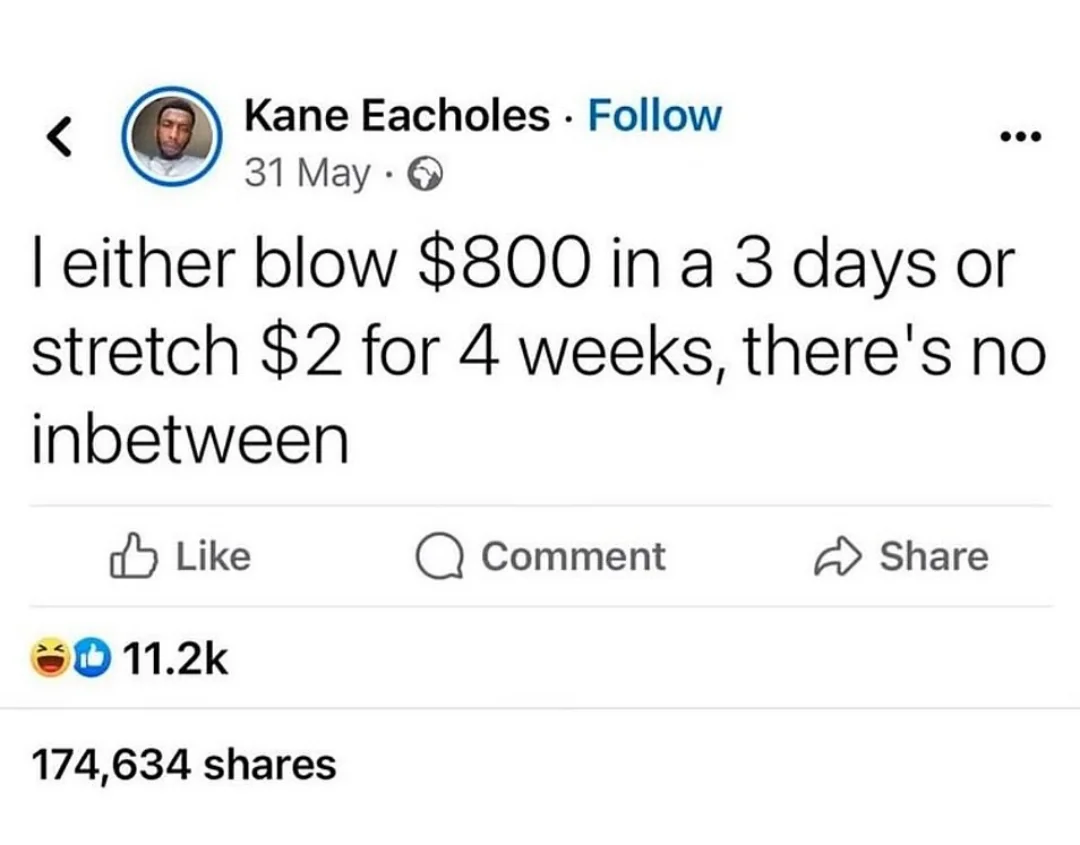 Kane Eacholes · Follow
31 May ·
I either blow $800 in a 3 days or
stretch $2 for 4 weeks, there's no
inbetween
Like Comment Share
11.2k
174,634 shares